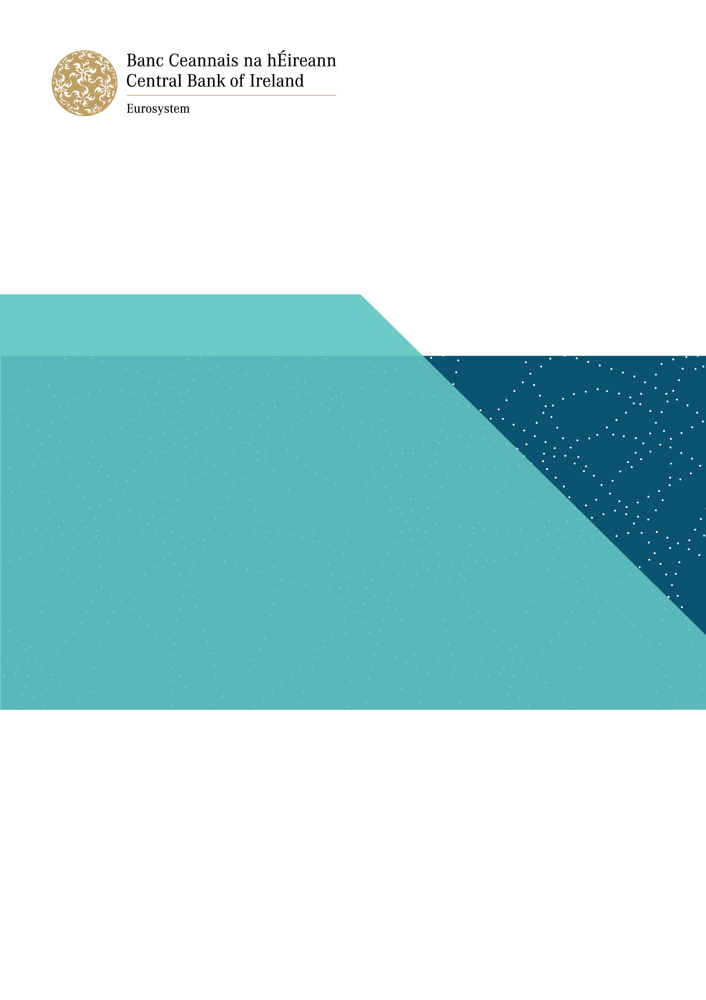 Banc Ceannais na hÉireann
Central Bank of Ireland
Eurosystem